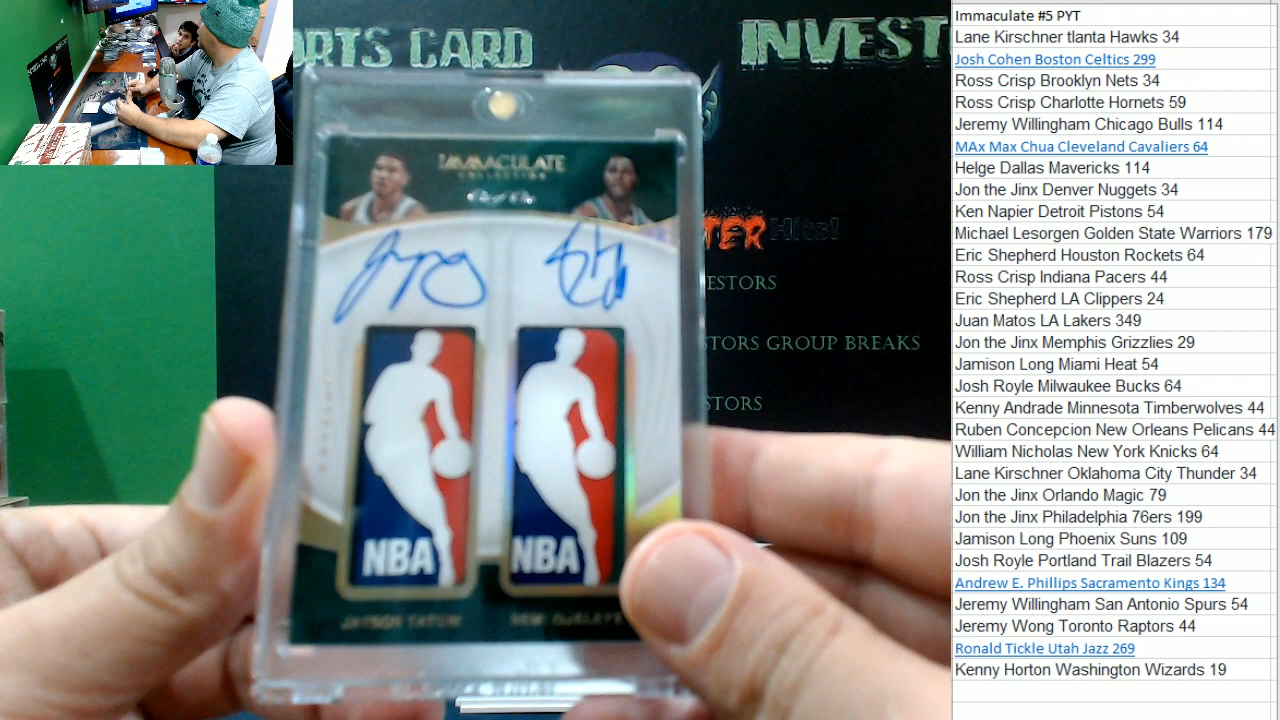 ORTS CARD
INVEST
IMMACULATE
COLLECTION
TER Hits!
ESTORS
STORS GROUP BREAKS
STORS
NBA
NBA
JAYSON TATUM
SEMI OJELEYE
Immaculate #5 PYT
Lane Kirschner tlanta Hawks 34
Josh Cohen Boston Celtics 299
Ross Crisp Brooklyn Nets 34
Ross Crisp Charlotte Hornets 59
Jeremy Willingham Chicago Bulls 114
MAx Max Chua Cleveland Cavaliers 64
Helge Dallas Mavericks 114
Jon the Jinx Denver Nuggets 34
Ken Napier Detroit Pistons 54
Michael Lesorgen Golden State Warriors 179
Eric Shepherd Houston Rockets 64
Ross Crisp Indiana Pacers 44
Eric Shepherd LA Clippers 24
Juan Matos LA Lakers 349
Jon the Jinx Memphis Grizzlies 29
Jamison Long Miami Heat 54
Josh Royle Milwaukee Bucks 64
Kenny Andrade Minnesota Timberwolves 44
Ruben Concepcion New Orleans Pelicans 44
William Nicholas New York Knicks 64
Lane Kirschner Oklahoma City Thunder 34
Jon the Jinx Orlando Magic 79
Jon the Jinx Philadelphia 76ers 199
Jamison Long Phoenix Suns 109
Josh Royle Portland Trail Blazers 54
Andrew E. Phillips Sacramento Kings 134
Jeremy Willingham San Antonio Spurs 54
Jeremy Wong Toronto Raptors 44
Ronald Tickle Utah Jazz 269
Kenny Horton Washington Wizards 19